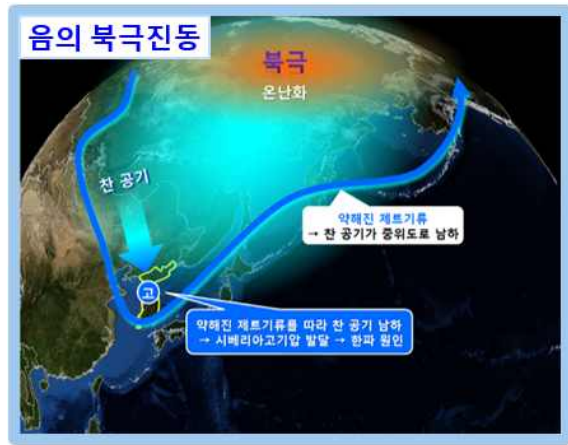 음의 북극진동
북극
온난화
찬 공기
약해진 제트기류
→ 찬 공기가 중위도로 남하
고
약해진 제트기류를 따라 찬 공기 남하
→ 시베리아고기압 발달 → 한파 원인